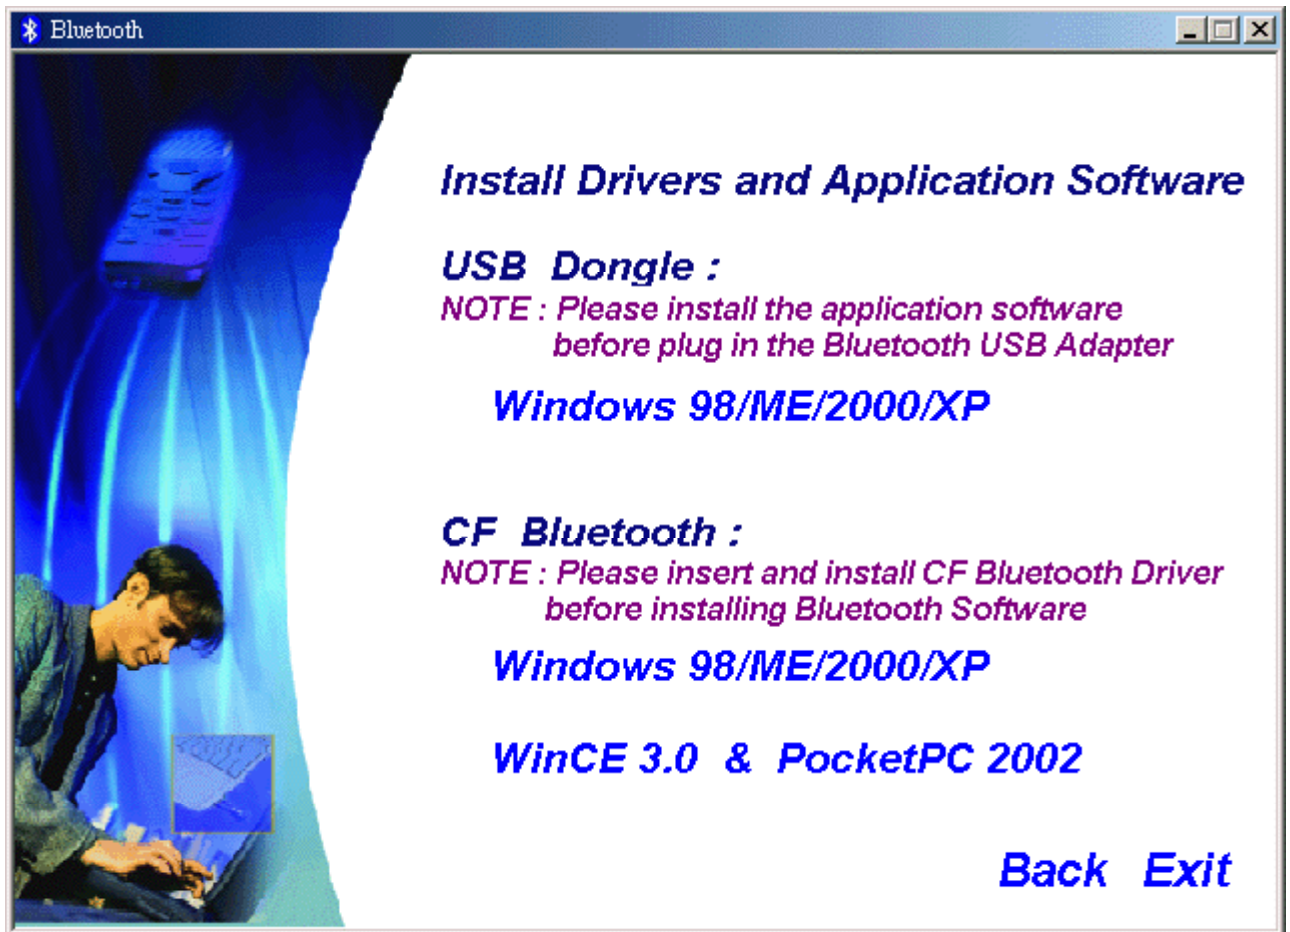 Bluetooth
Install Drivers and Application Software
USB Dongle :
NOTE : Please install the application software
before plug in the Bluetooth USB Adapter
Windows 98/ME/2000/XP
CF Bluetooth :
NOTE : Please insert and install CF Bluetooth Driver
before installing Bluetooth Software
Windows 98/ME/2000/XP
WinCE 3.0 & PocketPC 2002
Back Exit